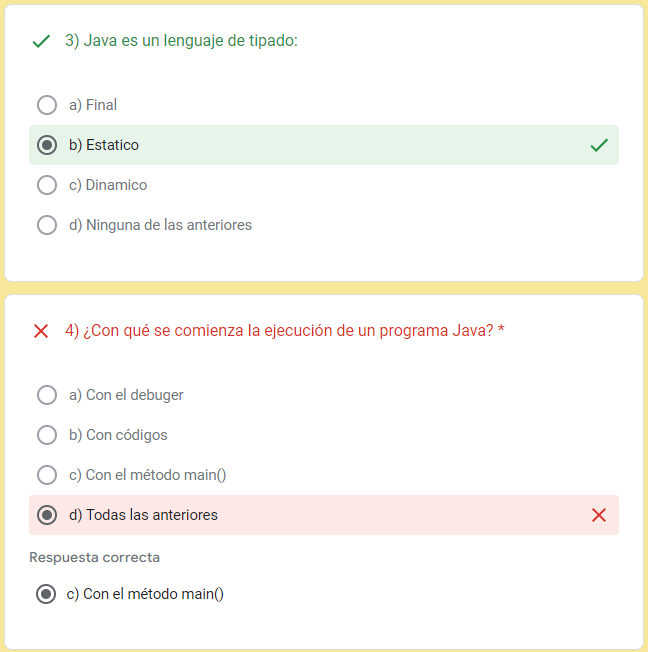 3) Java es un lenguaje de tipado:
a) Final
b) Estatico
c) Dinamico
d) Ninguna de las anteriores
4) ¿Con qué se comienza la ejecución de un programa Java? *
a) Con el debuger
b) Con códigos
c) Con el método main()
d) Todas las anteriores
Respuesta correcta
c) Con el método main()